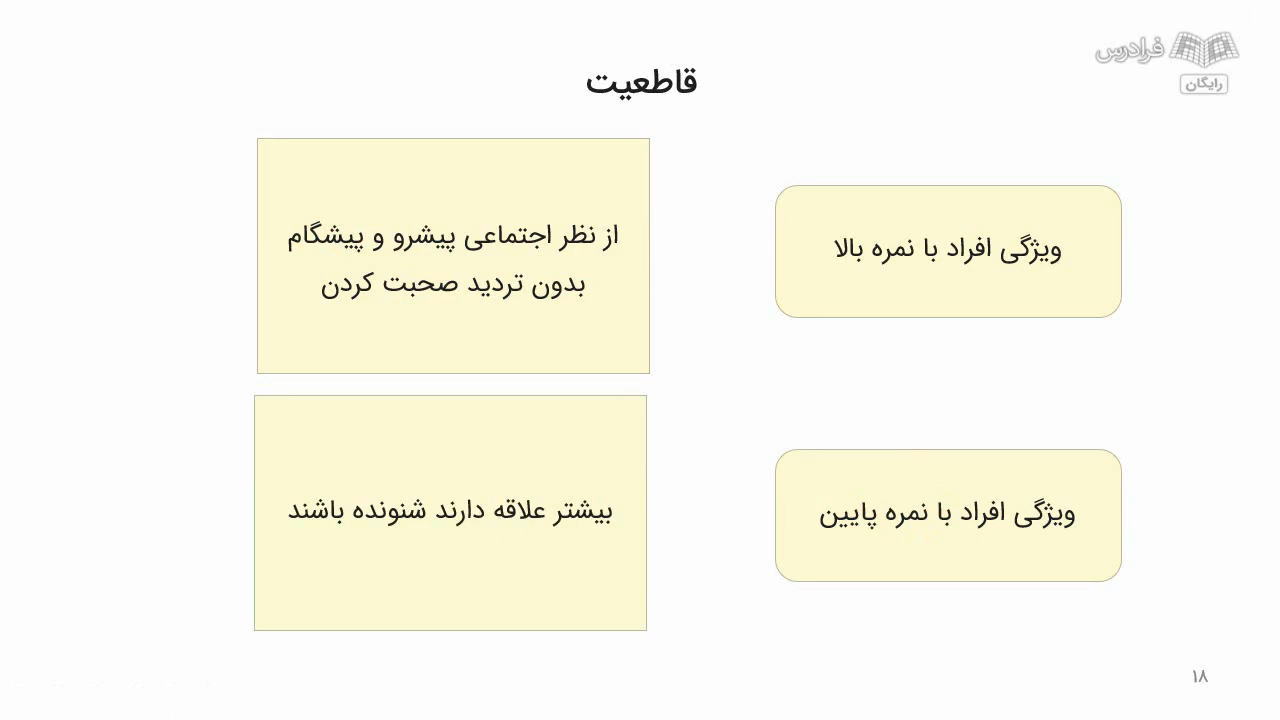 فرادرس
رایگان
قاطعیت
ویژگی افراد با نمره بالا
از نظر اجتماعی پیشرو و پیشگام
بدون تردید صحبت کردن
ویژگی افراد با نمره پایین
بیشتر علاقه دارند شنونده باشند
۱۸